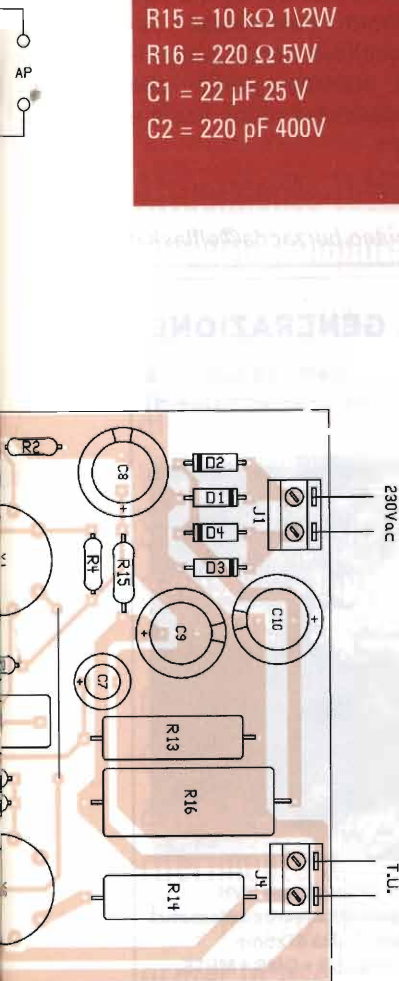 R15 = 10 kΩ 1\2W
R16 = 220 Ω 5W
C1 = 22 µF 25 V
C2 = 220 pF 400V
AP
GENERAZIONE
230Vac
R2
C8
D2
D1
D4
D3
J1
R4
R15
C9
C10
C7
R13
R16
J4
T.U.
R14